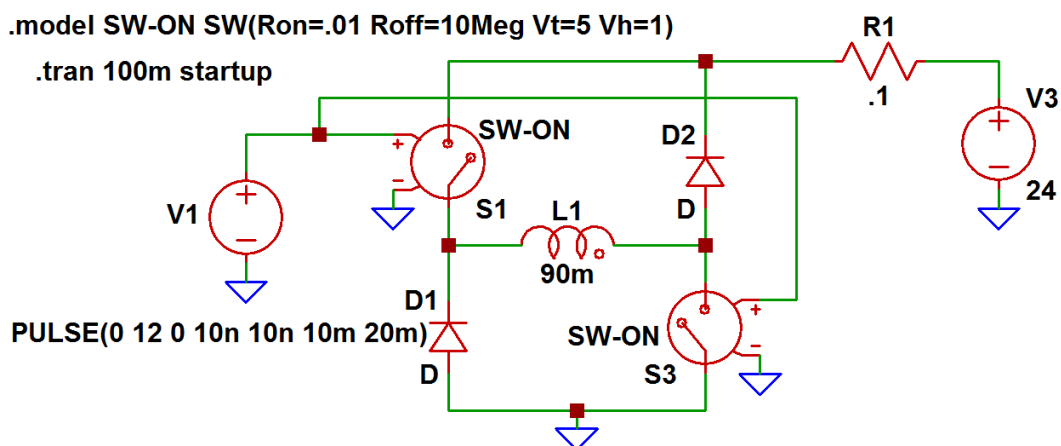 .model SW-ON SW(Ron=.01 Roff=10Meg Vt=5 Vh=1)
.tran 100m startup
R1
.1
V3
+
−
24
SW-ON
+
−
S1
D2
D
V1
+
−
L1
90m
D1
D
PULSE(0 12 0 10n 10n 10m 20m)
SW-ON
+
−
S3